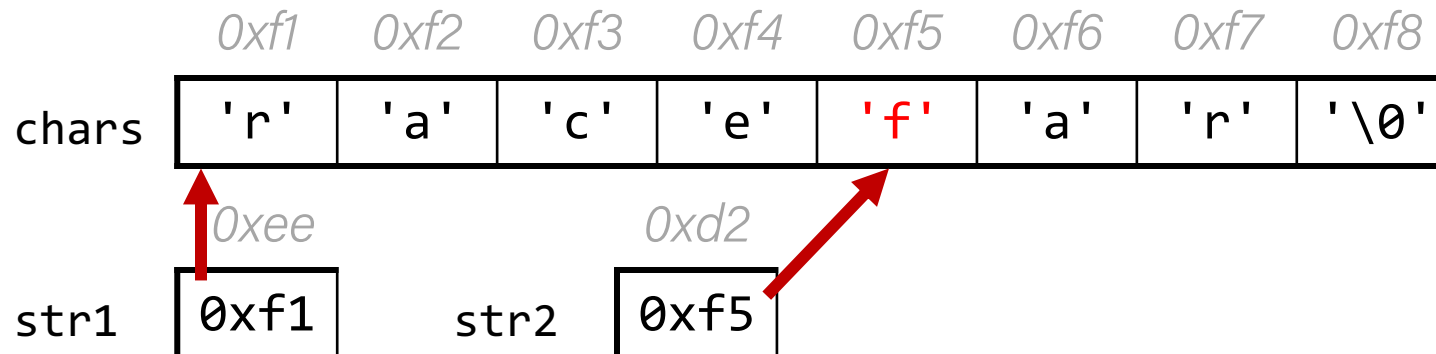 0xf1 0xf2 0xf3 0xf4 0xf5 0xf6 0xf7 0xf8
chars 'r' 'a' 'c' 'e' 'f' 'a' 'r' '\0'
0xee 0xd2
str1 0xf1 str2 0xf5